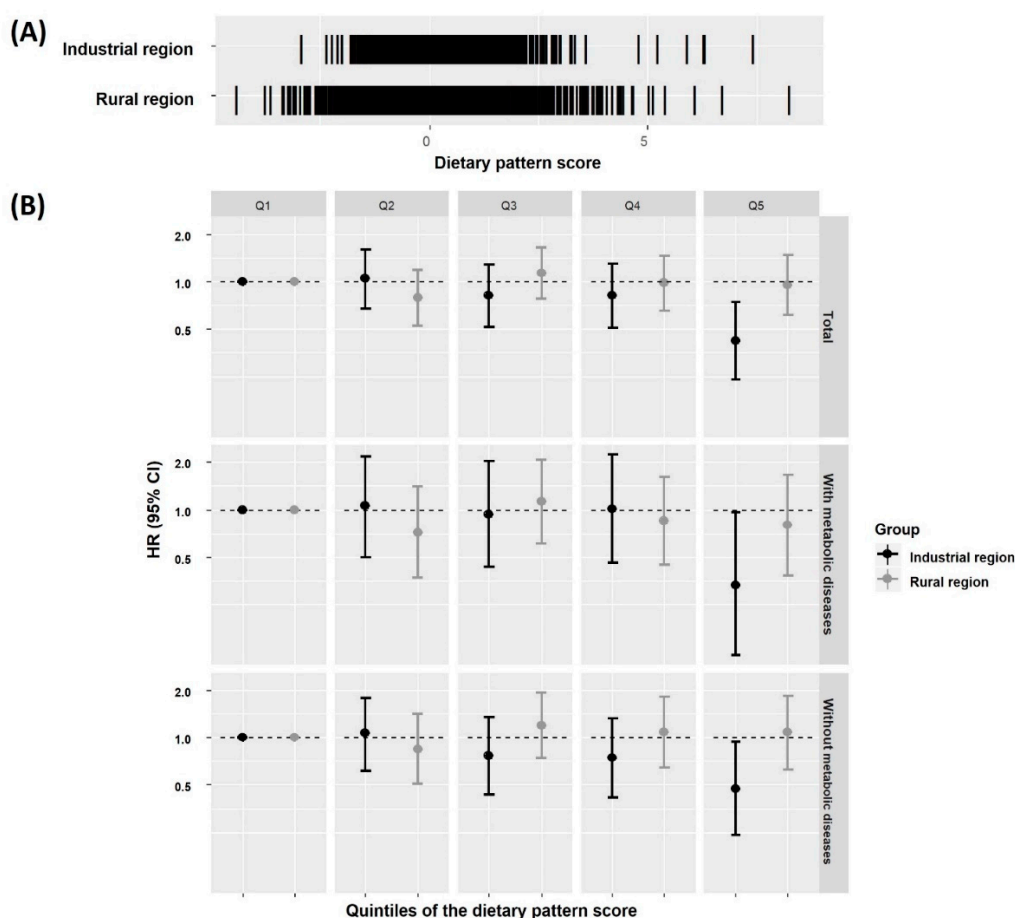 (A)
Industrial region
Rural region
0 5
Dietary pattern score
(B)
Q1 Q2 Q3 Q4 Q5
2.0
1.0
0.5
Total
2.0
1.0
0.5
With metabolic diseases
2.0
1.0
0.5
Without metabolic diseases
HR (95% CI)
Quintiles of the dietary pattern score
Group
Industrial region
Rural region